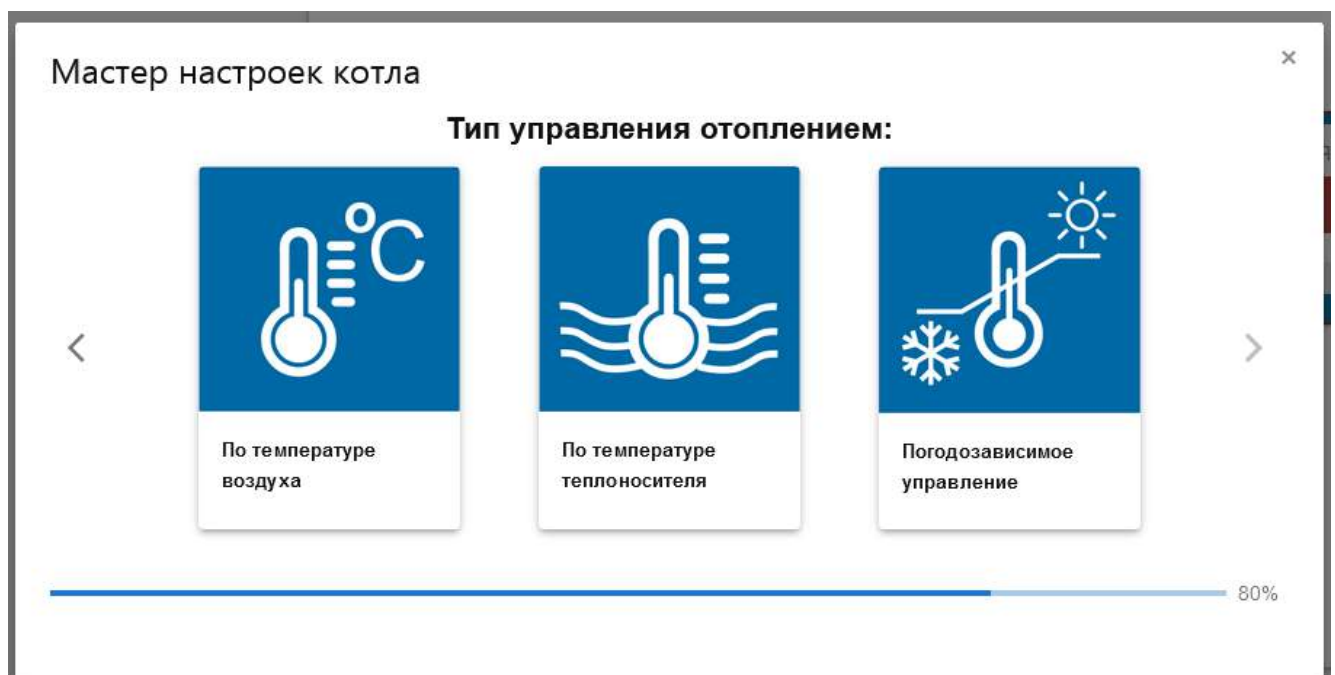 Мастер настроек котла
×
Тип управления отоплением:
°C
По температуре
воздуха
По температуре
теплоносителя
Погодозависимое
управление
80%